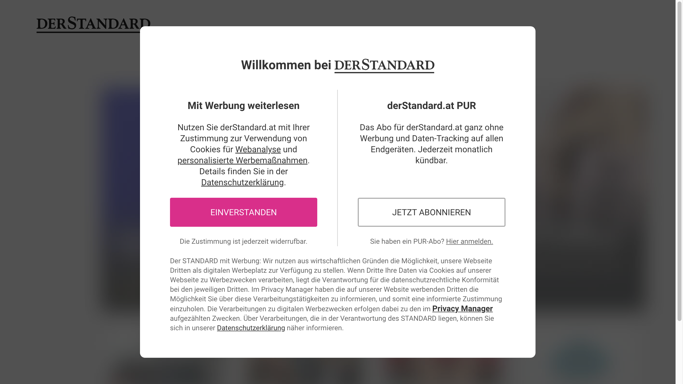 DERSTANDARD
Willkommen bei DERSTANDARD
Mit Werbung weiterlesen
Nutzen Sie derStandard.at mit Ihrer
Zustimmung zur Verwendung von
Cookies für Webanalyse und
personalisierte Werbemaßnahmen.
Details finden Sie in der
Datenschutzerklärung.
EINVERSTANDEN
Die Zustimmung ist jederzeit widerrufbar.
derStandard.at PUR
Das Abo für derStandard.at ganz ohne
Werbung und Daten-Tracking auf allen
Endgeräten. Jederzeit monatlich
kündbar.
JETZT ABONNIEREN
Sie haben ein PUR-Abo? Hier anmelden.
Der STANDARD mit Werbung: Wir nutzen aus wirtschaftlichen Gründen die Möglichkeit, unsere Webseite
Dritten als digitalen Werbeplatz zur Verfügung zu stellen. Wenn Dritte Ihre Daten via Cookies auf unserer
Webseite zu Werbezwecken verarbeiten, liegt die Verantwortung für die datenschutzrechtliche Konformität
bei den jeweiligen Dritten. Im Privacy Manager haben die auf unserer Website werbenden Dritten die
Möglichkeit Sie über diese Verarbeitungstätigkeiten zu informieren, und somit eine informierte Zustimmung
einzuholen. Die Verarbeitungen zu digitalen Werbezwecken erfolgen dabei zu den im Privacy Manager
aufgezählten Zwecken. Über Verarbeitungen, die in der Verantwortung des STANDARD liegen, können Sie
sich in unserer Datenschutzerklärung näher informieren.